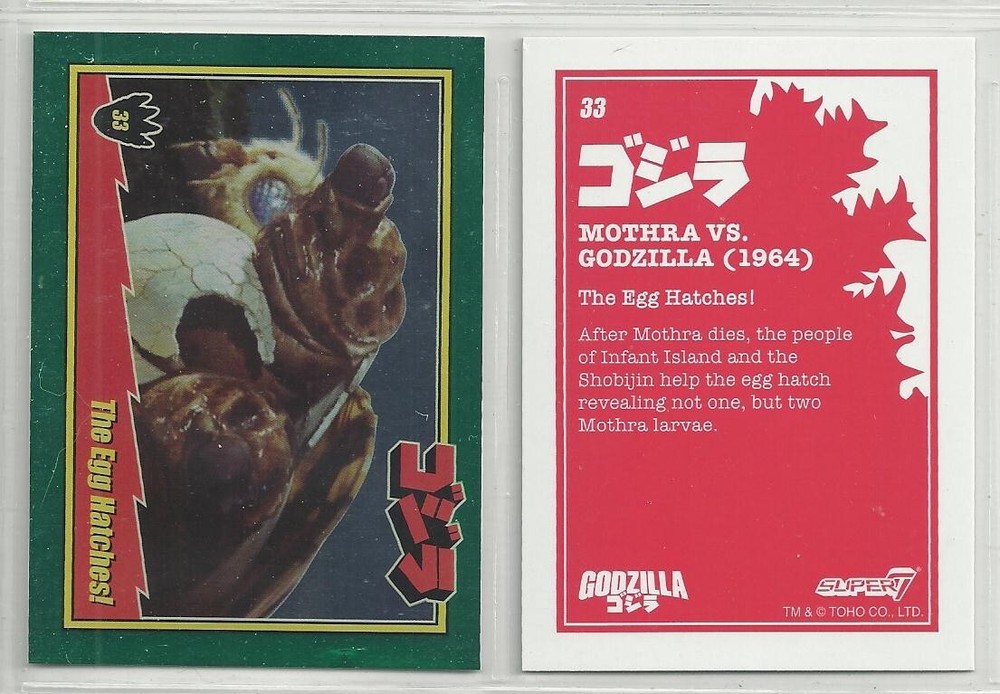 33
ゴジラ
The Egg Hatches!
33
ゴジラ
MOTHRA VS.
GODZILLA (1964)
The Egg Hatches!
After Mothra dies, the people
of Infant Island and the
Shobijin help the egg hatch
revealing not one, but two
Mothra larvae.
GODZILLA
ゴジラ
SUPER7
TM & © TOHO CO., LTD.